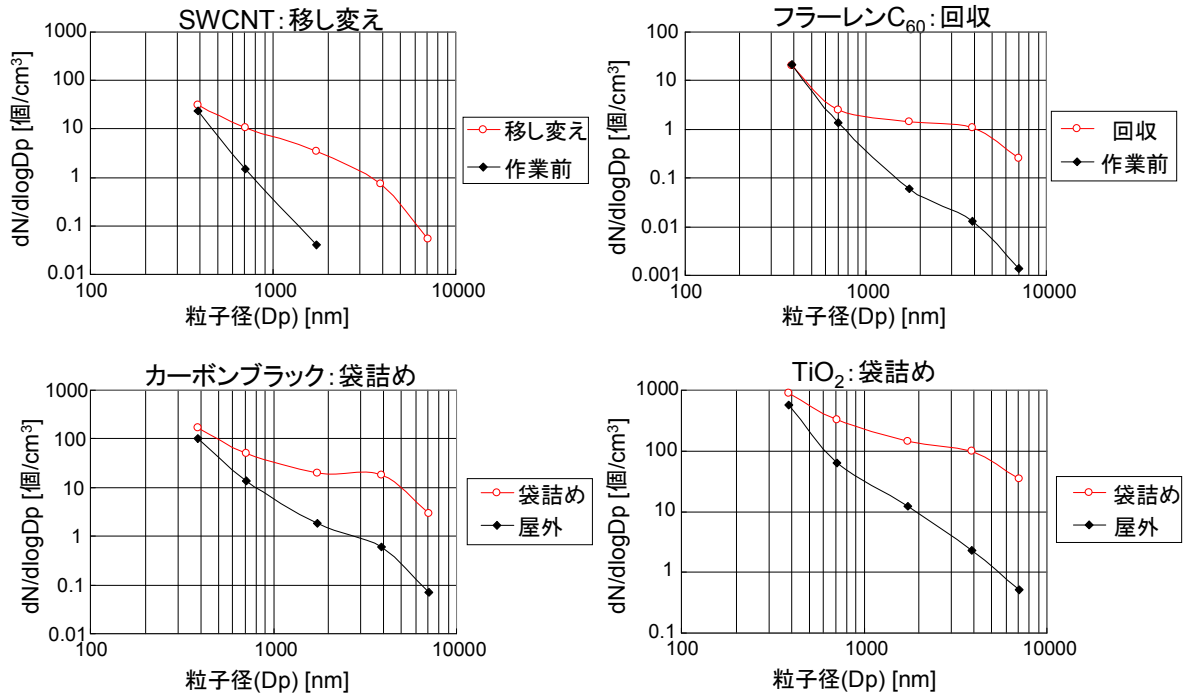 SWCNT：移し変え
1000
100
10
1
0.1
0.01
dN/dlogDp [個/cm³]
100 1000 10000
粒子径(Dp) [nm]
移し変え
作業前
フラーレンC₆₀：回収
100
10
1
0.1
0.01
0.001
dN/dlogDp [個/cm³]
100 1000 10000
粒子径(Dp) [nm]
回収
作業前
カーボンブラック：袋詰め
1000
100
10
1
0.1
0.01
dN/dlogDp [個/cm³]
100 1000 10000
粒子径(Dp) [nm]
袋詰め
屋外
TiO₂：袋詰め
1000
100
10
1
0.1
dN/dlogDp [個/cm³]
100 1000 10000
粒子径(Dp) [nm]
袋詰め
屋外